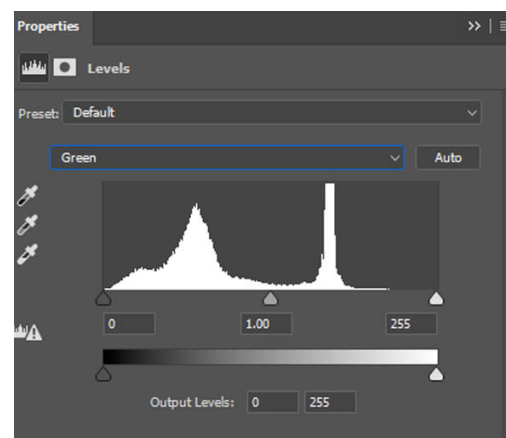 Properties
Levels
Preset: Default
Green
Auto
0 1.00 255
Output Levels: 0 255